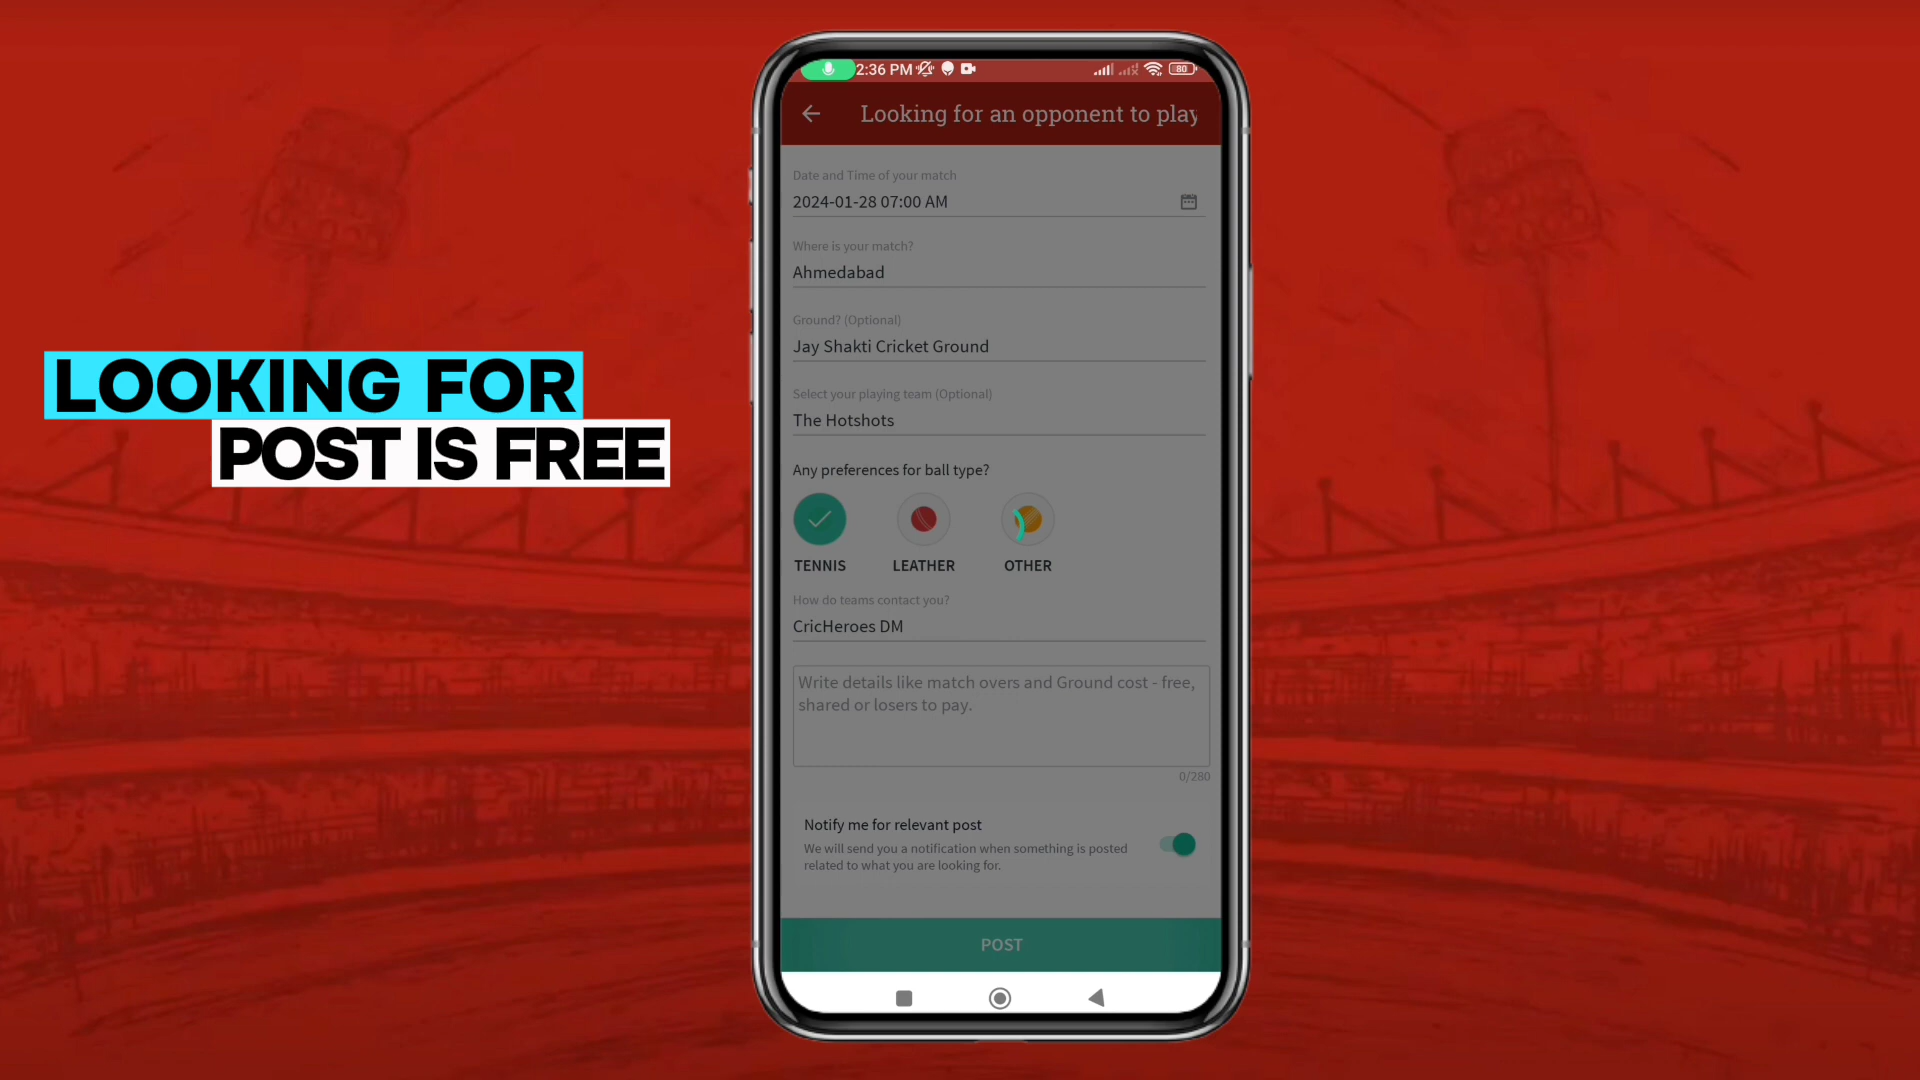 LOOKING FOR
POST IS FREE
2:36 PM
80
Looking for an opponent to play
Date and Time of your match
2024-01-28 07:00 AM
Where is your match?
Ahmedabad
Ground? (Optional)
Jay Shakti Cricket Ground
Select your playing team (Optional)
The Hotshots
Any preferences for ball type?
TENNIS LEATHER OTHER
How do teams contact you?
CricHeroes DM
Write details like match overs and Ground cost - free,
shared or losers to pay.
0/280
Notify me for relevant post
We will send you a notification when something is posted
related to what you are looking for.
POST